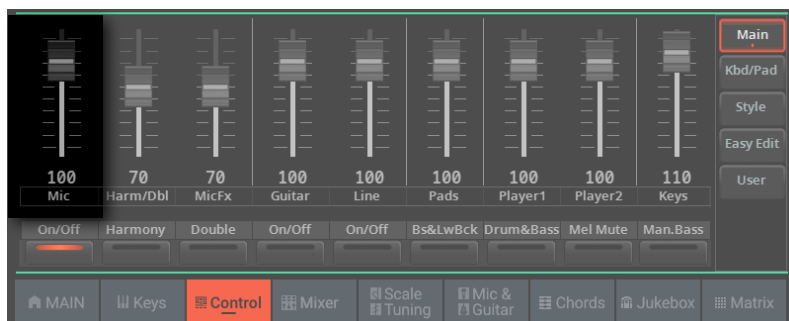 Main
Kbd/Pad
Style
Easy Edit
User
100 70 70 100 100 100 100 100 110
Mic Harm/Dbl MicFx Guitar Line Pads Player1 Player2 Keys
On/Off Harmony Double On/Off On/Off Bs&LwBck Drum&Bass Mel Mute Man.Bass
MAIN Keys Control Mixer Scale Tuning Mic & Guitar Chords Jukebox Matrix